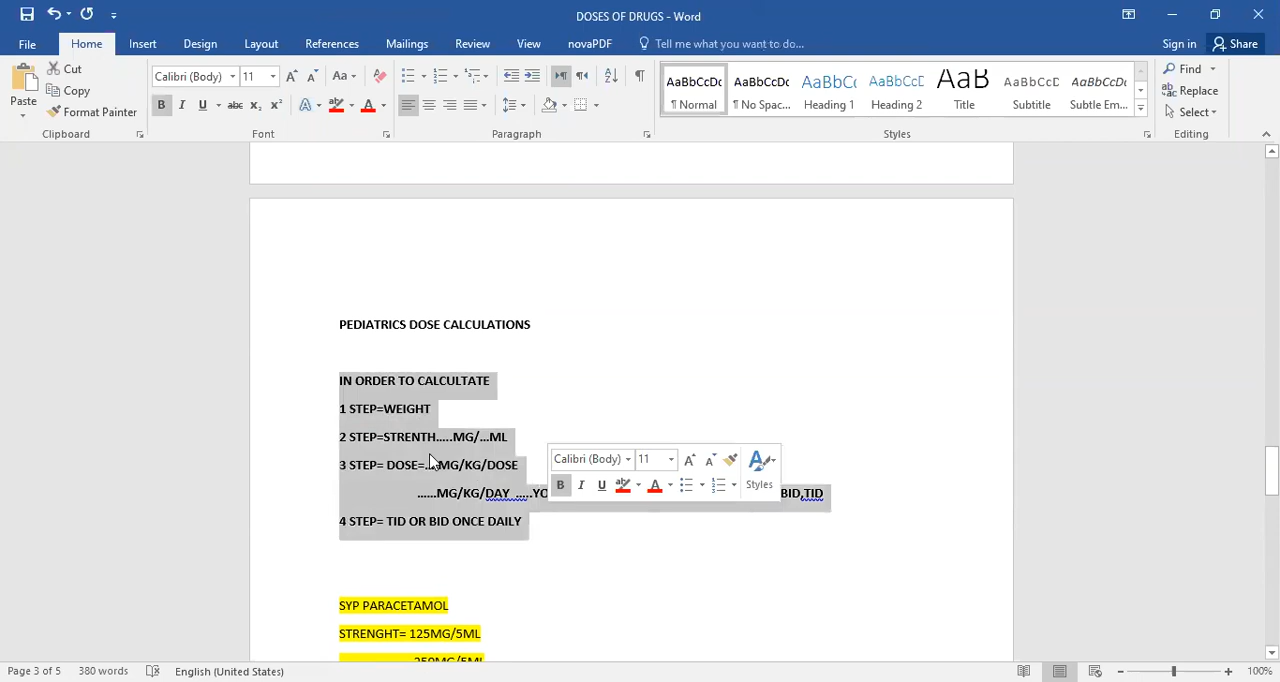 DOSES OF DRUGS - Word
File Home Insert Design Layout References Mailings Review View novaPDF Tell me what you want to do... Sign in Share
Paste
Cut
Copy
Format Painter
Clipboard
Calibri (Body) 11
Font
Paragraph
AaBbCcDc AaBbCcDc AaBbCc AaBbCcC AaB AaBbCcD AaBbCcD
¶ Normal ¶ No Spac... Heading 1 Heading 2 Title Subtitle Subtle Em...
Styles
Find
Replace
Select
Editing
PEDIATRICS DOSE CALCULATIONS
IN ORDER TO CALCULTATE
1 STEP=WEIGHT
2 STEP=STRENTH.....MG/...ML
3 STEP= DOSE=...MG/KG/DOSE
......MG/KG/DAY .....YO BID,TID
4 STEP= TID OR BID ONCE DAILY
Calibri (Body) 11
Styles
SYP PARACETAMOL
STRENGHT= 125MG/5ML
250MG/5ML
Page 3 of 5 380 words English (United States) 100%